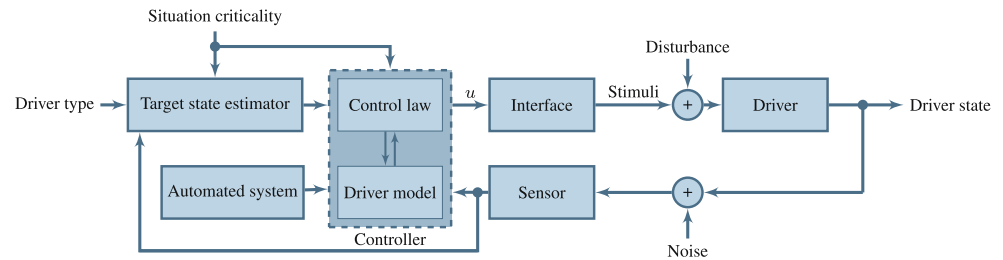 Situation criticality
Disturbance
Driver type
Target state estimator
Control law
u
Interface
Stimuli
+
Driver
Driver state
Automated system
Driver model
Sensor
+
Controller
Noise